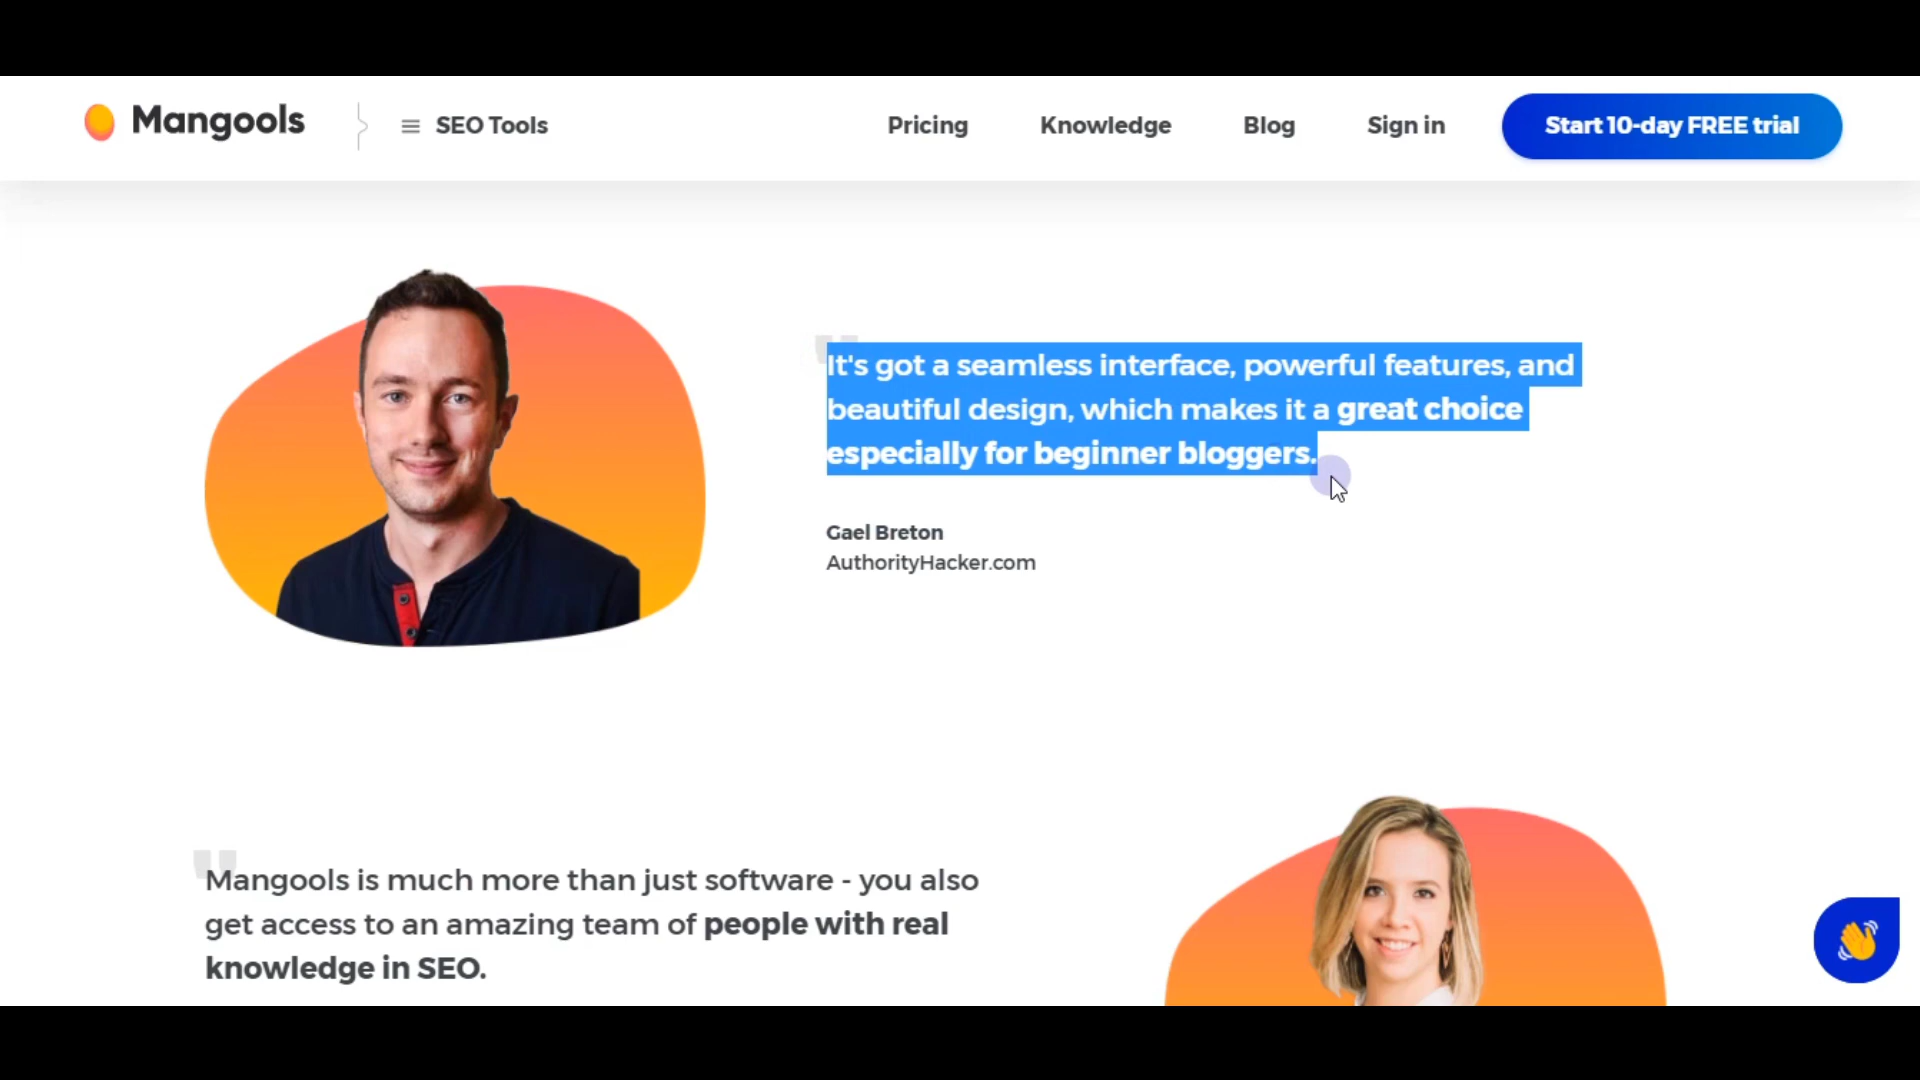 Mangools
SEO Tools
Pricing
Knowledge
Blog
Sign in
Start 10-day FREE trial
It's got a seamless interface, powerful features, and
beautiful design, which makes it a great choice
especially for beginner bloggers.
Gael Breton
AuthorityHacker.com
Mangools is much more than just software - you also
get access to an amazing team of people with real
knowledge in SEO.